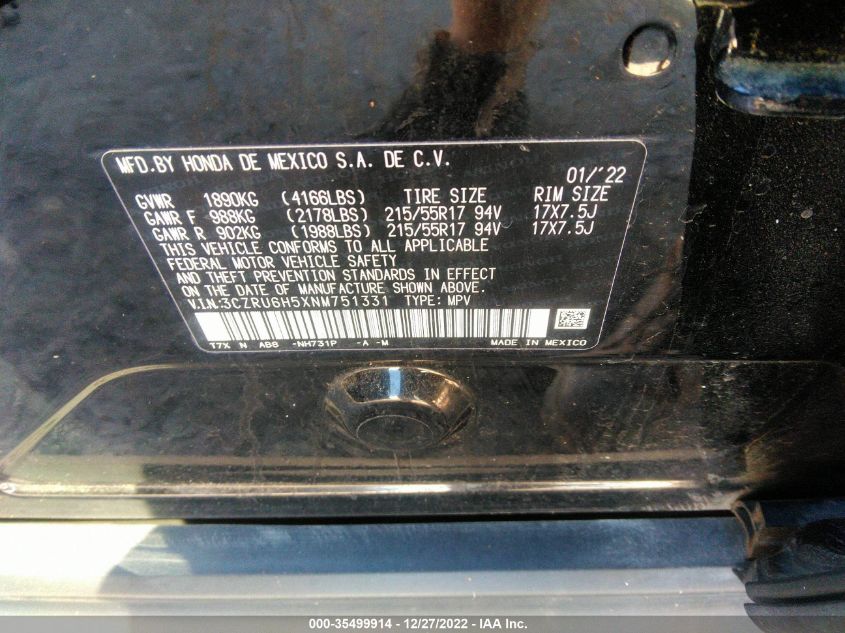 MFD.BY HONDA DE MEXICO S.A. DE C.V.
01/'22
GVWR 1890KG (4166LBS) TIRE SIZE RIM SIZE
GAWR F 988KG (2178LBS) 215/55R17 94V 17X7.5J
GAWR R 902KG (1988LBS) 215/55R17 94V 17X7.5J
THIS VEHICLE CONFORMS TO ALL APPLICABLE
FEDERAL MOTOR VEHICLE SAFETY
AND THEFT PREVENTION STANDARDS IN EFFECT
ON THE DATE OF MANUFACTURE SHOWN ABOVE.
V.I.N:3CZRU6H5XNM751331 TYPE: MPV
T7X N ABB -NH731P -A -M MADE IN MEXICO
000-35499914 - 12/27/2022 - IAA Inc.